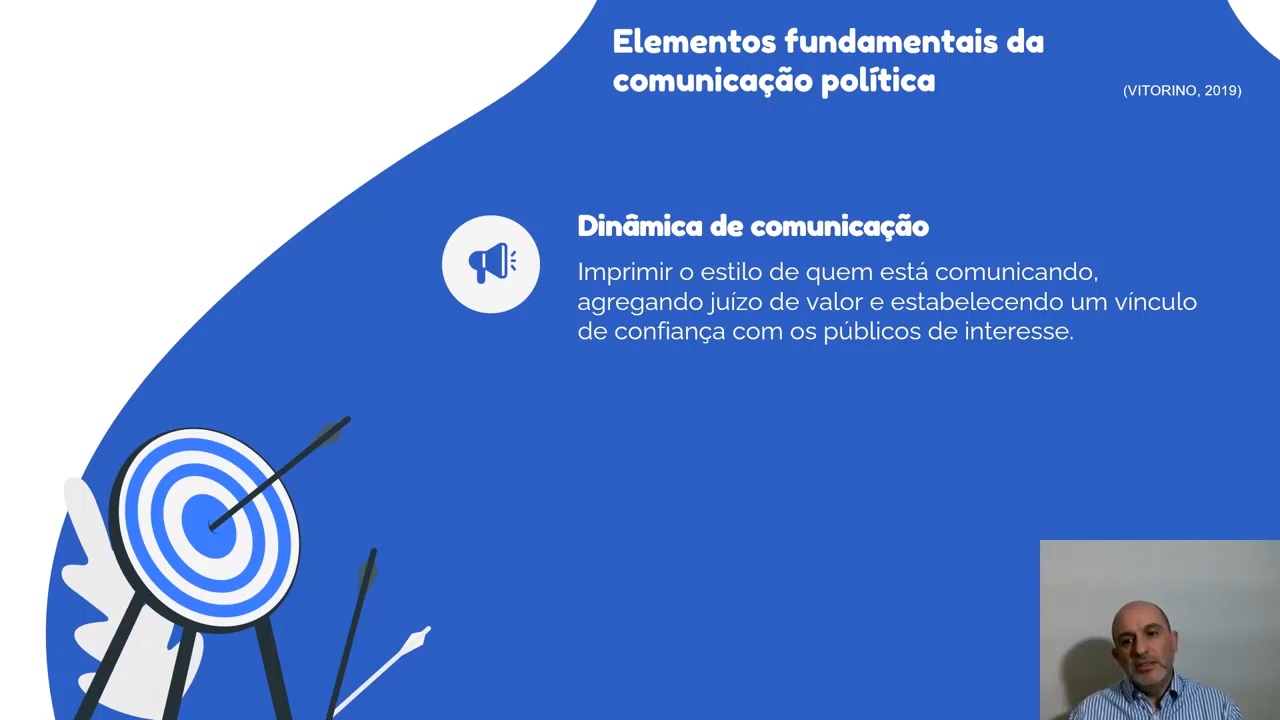 Elementos fundamentais da
comunicação política
(VITORINO, 2019)
Dinâmica de comunicação
Imprimir o estilo de quem está comunicando,
agregando juízo de valor e estabelecendo um vínculo
de confiança com os públicos de interesse.